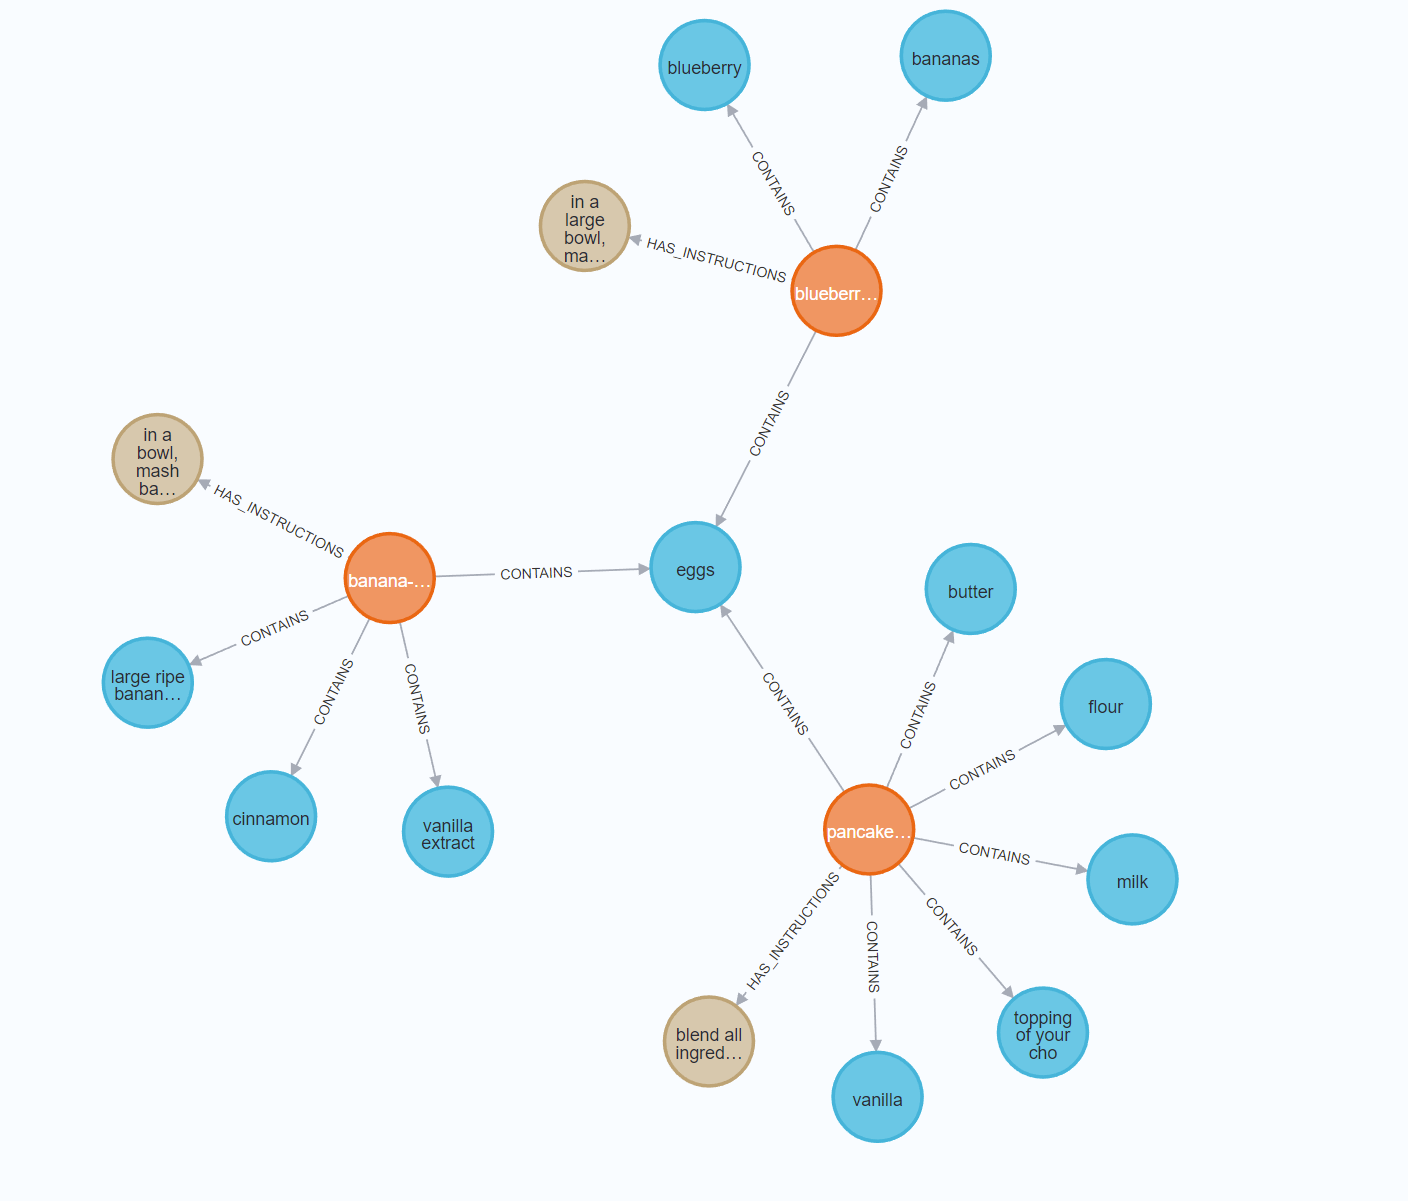 blueberry
bananas
CONTAINS
CONTAINS
in a
large
bowl,
ma...
HAS_INSTRUCTIONS
blueberr...
CONTAINS
in a
bowl,
mash
ba...
HAS_INSTRUCTIONS
banana-...
CONTAINS
eggs
butter
CONTAINS
large ripe
banan...
CONTAINS
CONTAINS
CONTAINS
CONTAINS
flour
CONTAINS
cinnamon
vanilla
extract
pancake...
CONTAINS
milk
HAS_INSTRUCTIONS
CONTAINS
CONTAINS
blend all
ingred...
topping
of your
cho
vanilla